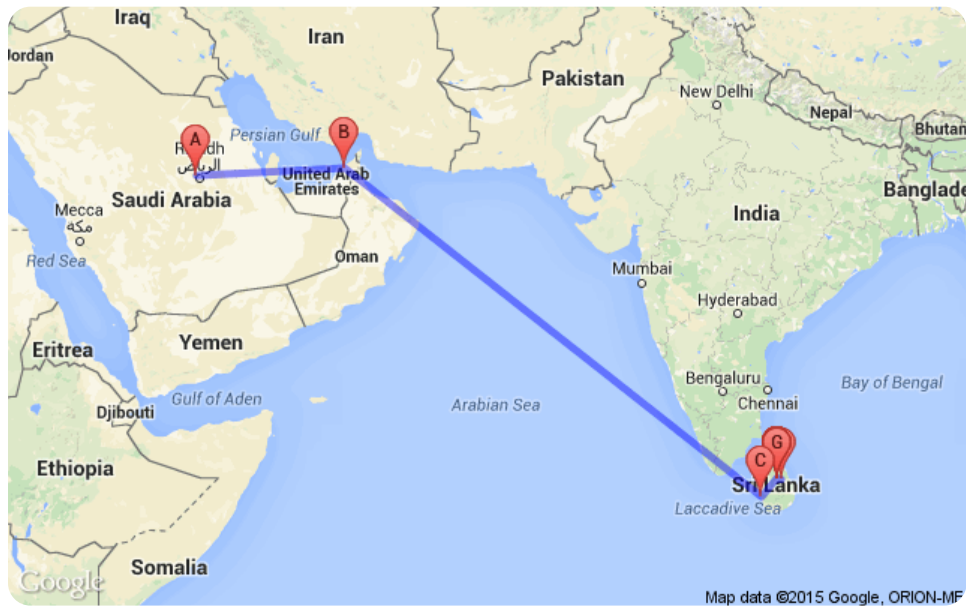 Iraq
Jordan
Iran
Pakistan
New Delhi
Nepal
Bhutan
Persian Gulf
A
B
الرياض
United Arab
Emirates
Saudi Arabia
Mecca
مكة
Banglade
India
Red Sea
Oman
Mumbai
Hyderabad
Eritrea
Yemen
Gulf of Aden
Djibouti
Arabian Sea
Bengaluru
Chennai
Bay of Bengal
Ethiopia
G
C
Sri Lanka
Laccadive Sea
Somalia
Google
Map data ©2015 Google, ORION-ME